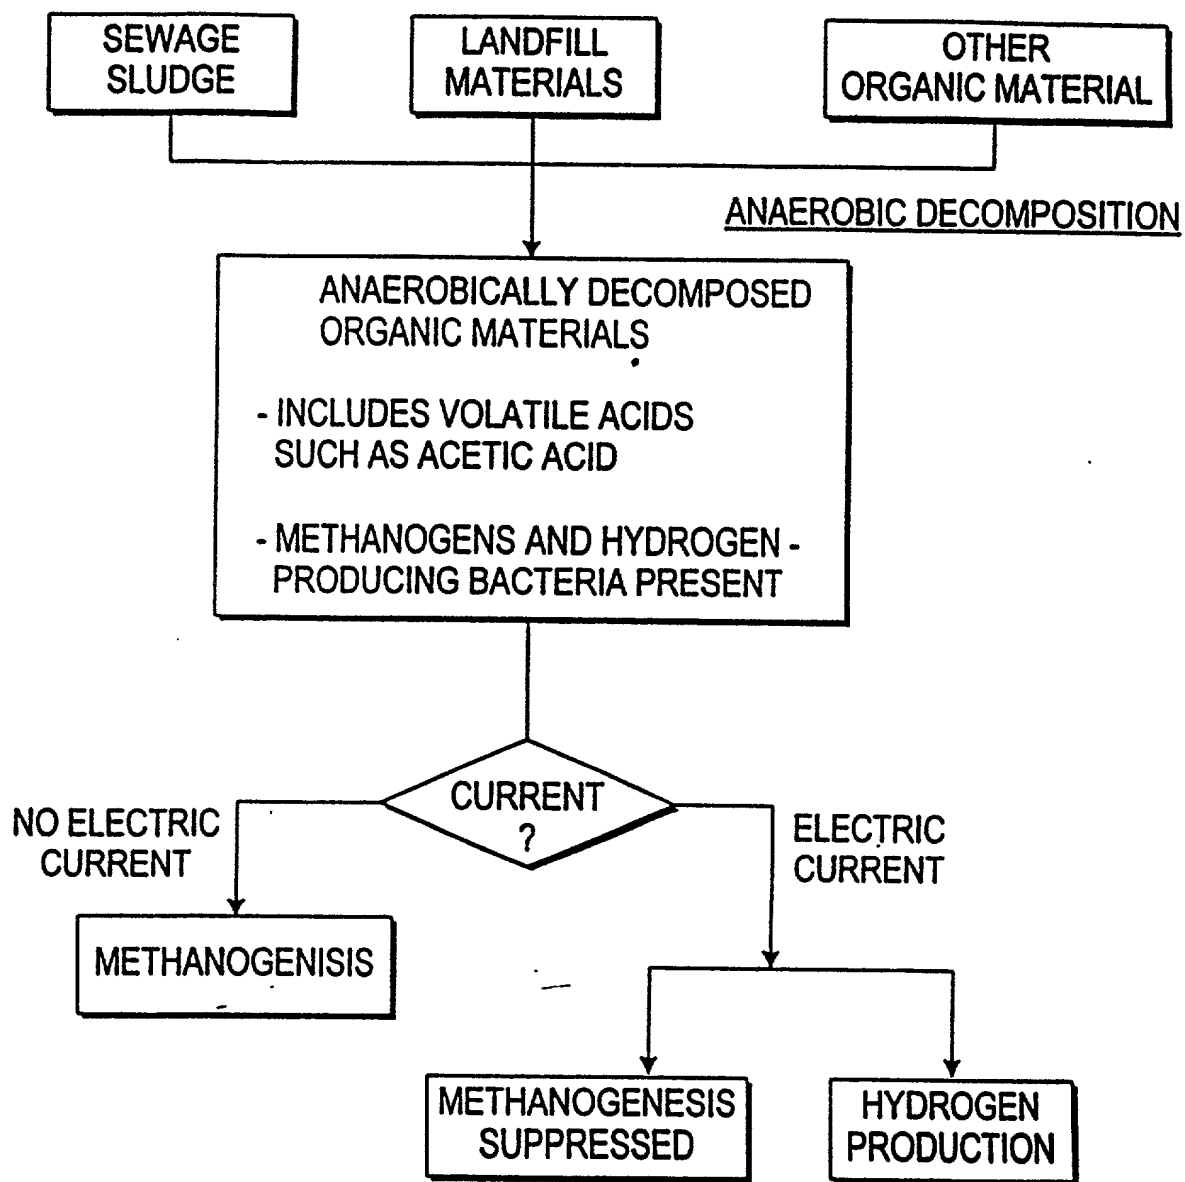 SEWAGE
SLUDGE
LANDFILL
MATERIALS
OTHER
ORGANIC MATERIAL
ANAEROBIC DECOMPOSITION
ANAEROBICALLY DECOMPOSED
ORGANIC MATERIALS
- INCLUDES VOLATILE ACIDS
SUCH AS ACETIC ACID
- METHANOGENS AND HYDROGEN -
PRODUCING BACTERIA PRESENT
CURRENT
?
NO ELECTRIC
CURRENT
ELECTRIC
CURRENT
METHANOGENISIS
METHANOGENESIS
SUPPRESSED
HYDROGEN
PRODUCTION